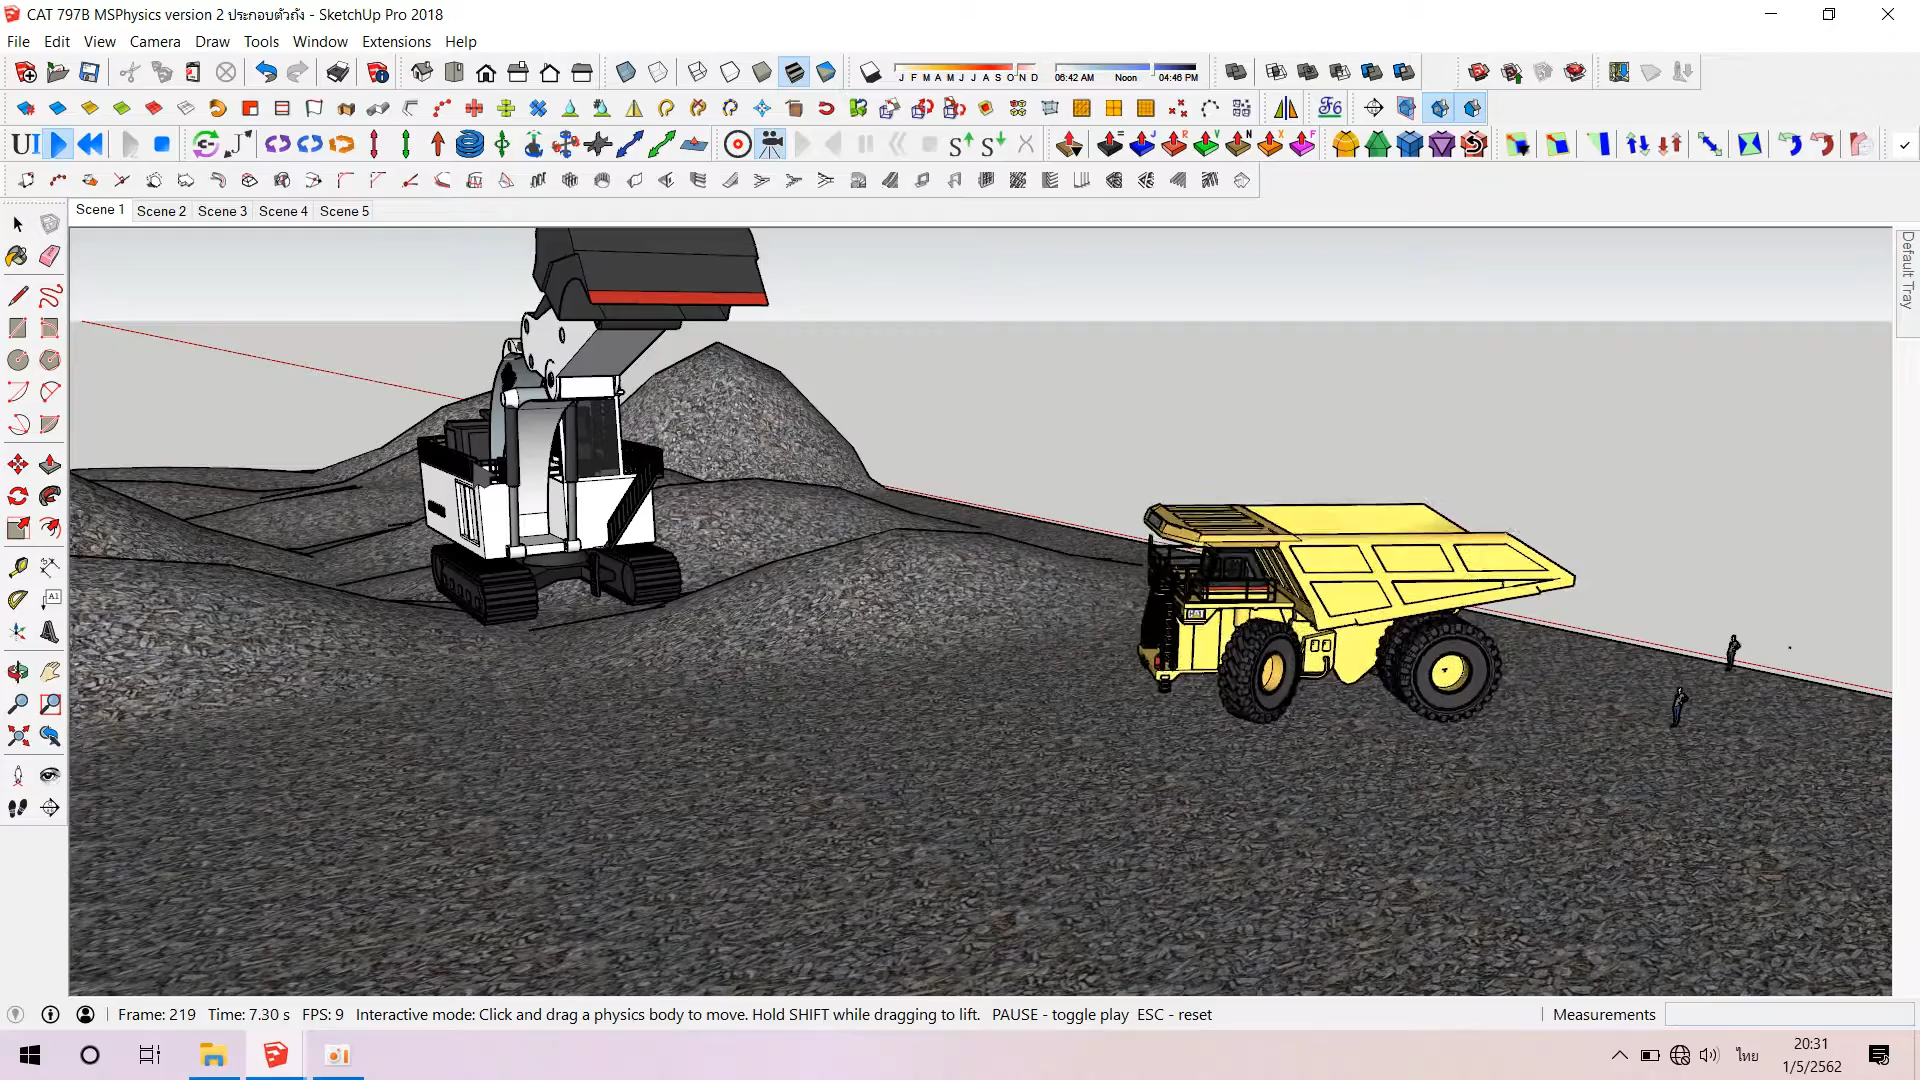 CAT 797B MSPhysics version 2 ประกอบตัวถัง - SketchUp Pro 2018
File Edit View Camera Draw Tools Window Extensions Help
J F M A M J J A S O N D 06:42 AM Noon 04:46 PM
UI
Scene 1 Scene 2 Scene 3 Scene 4 Scene 5
Default Tray
A1
CAT
Frame: 219 Time: 7.30 s FPS: 9 Interactive mode: Click and drag a physics body to move. Hold SHIFT while dragging to lift. PAUSE - toggle play ESC - reset
Measurements
ไทย
20:31
1/5/2562